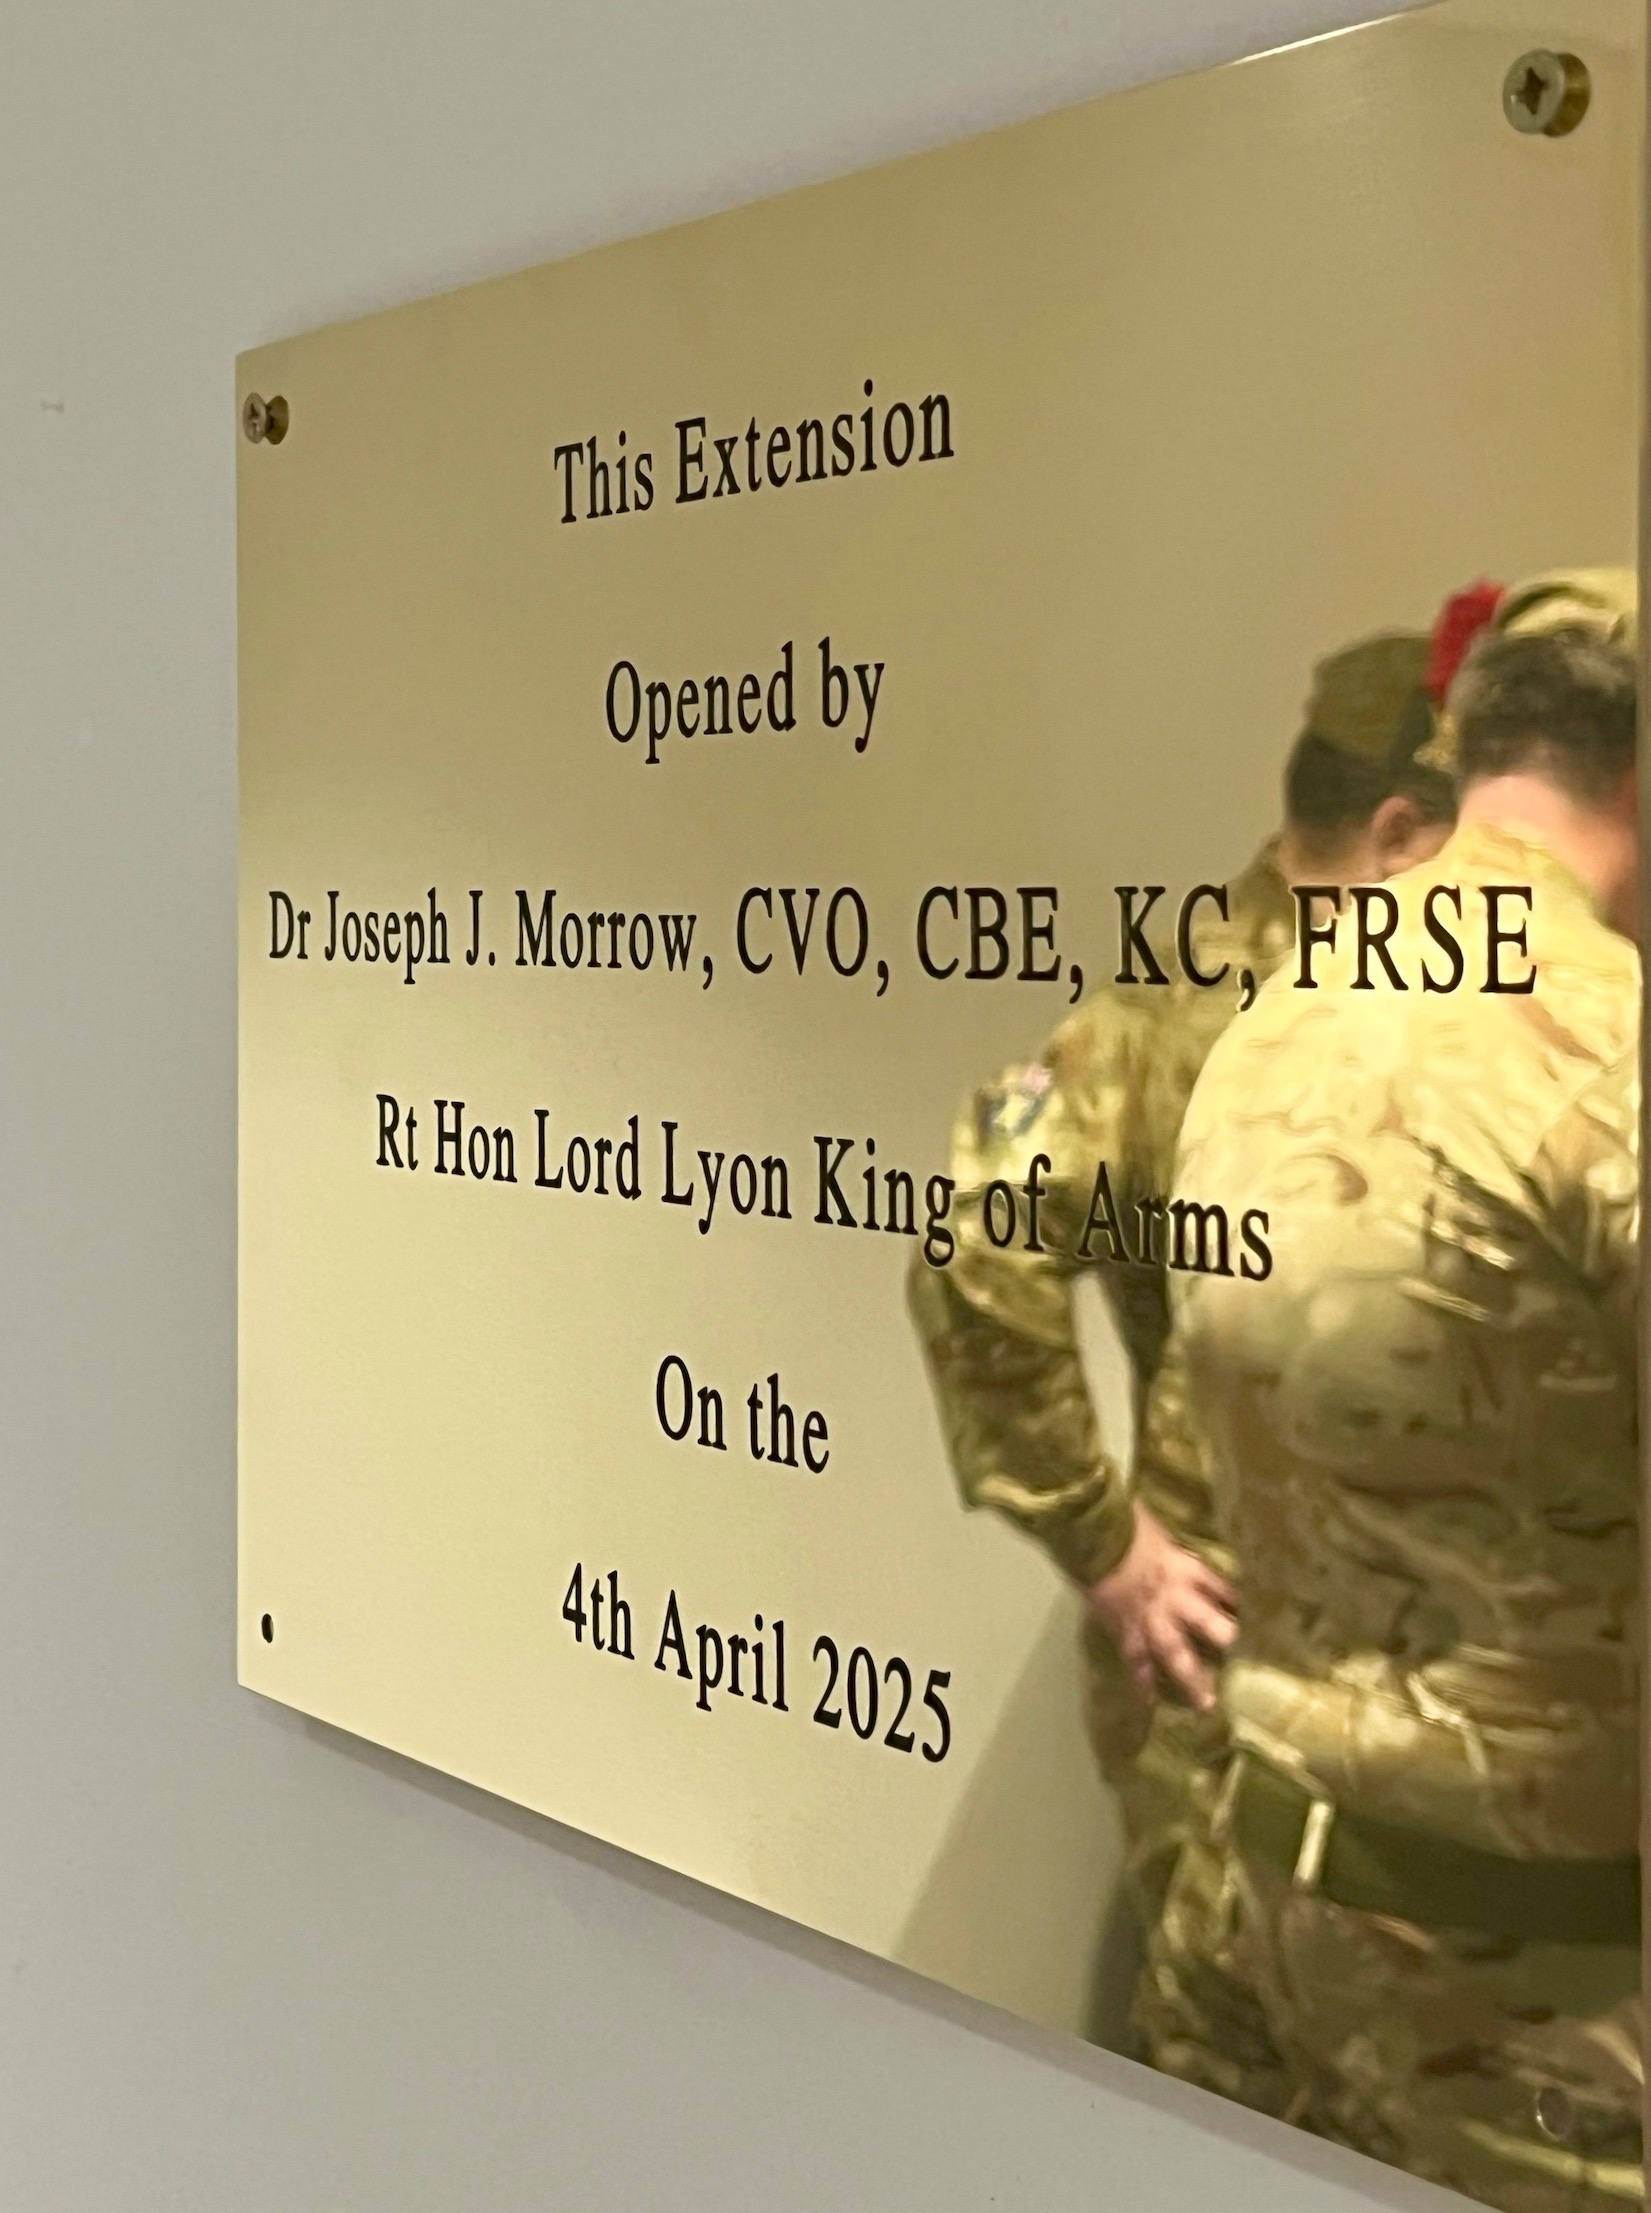 This Extension
Opened by
Dr Joseph J. Morrow, CVO, CBE, KC, FRSE
Rt Hon Lord Lyon King of Arms
On the
4th April 2025